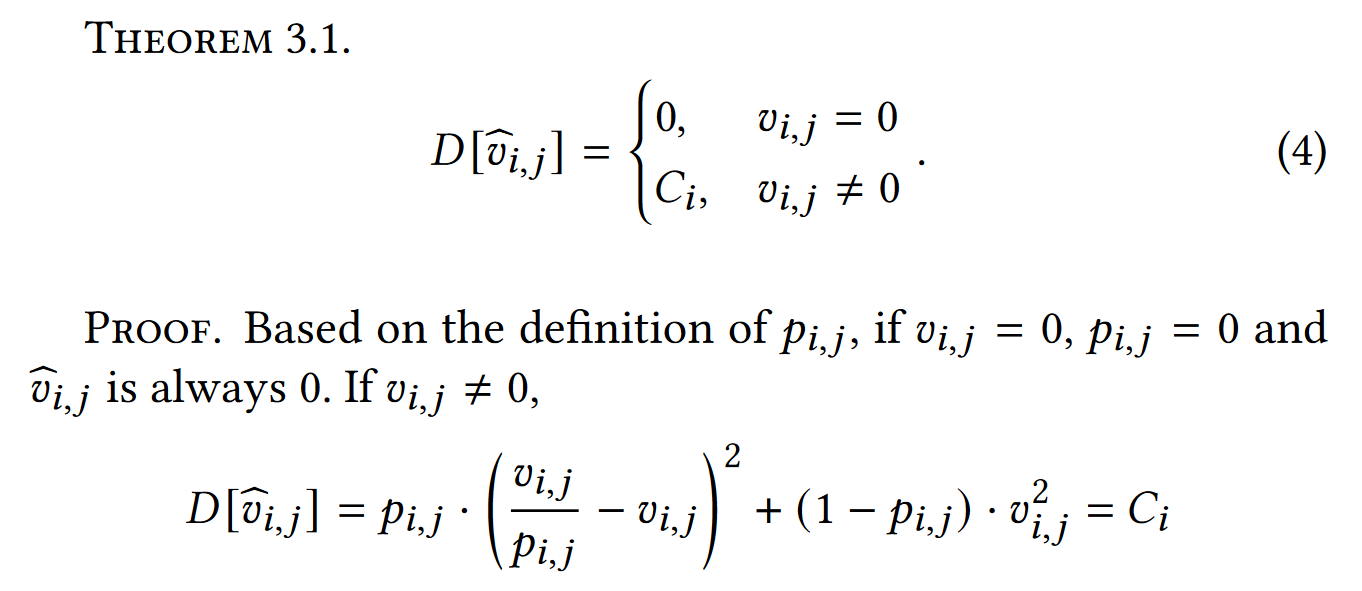 THEOREM 3.1.
D[v̂_{i,j}] = { 0, v_{i,j} = 0
C_i, v_{i,j} ≠ 0 . (4)
PROOF. Based on the definition of p_{i,j}, if v_{i,j} = 0, p_{i,j} = 0 and
v̂_{i,j} is always 0. If v_{i,j} ≠ 0,
D[v̂_{i,j}] = p_{i,j} · (v_{i,j} / p_{i,j} − v_{i,j})^2 + (1 − p_{i,j}) · v_{i,j}^2 = C_i